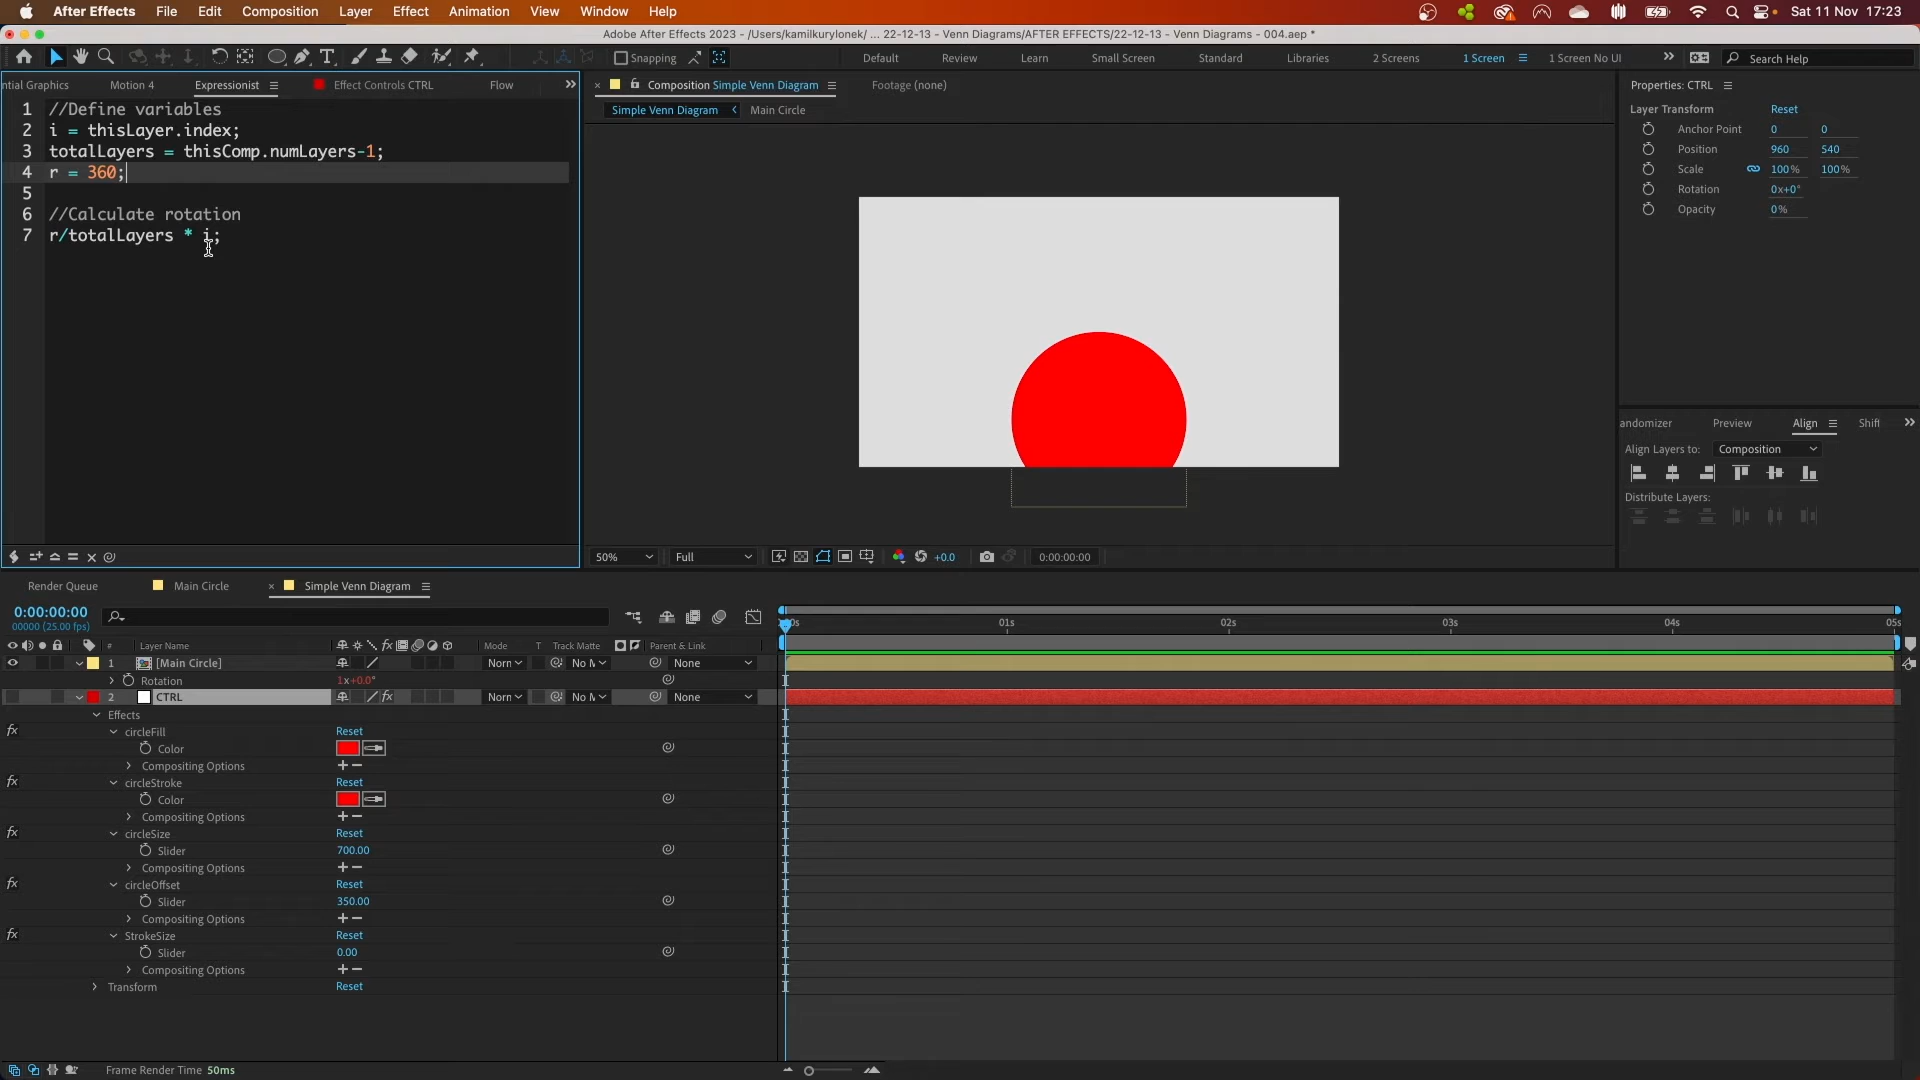 After Effects File Edit Composition Layer Effect Animation View Window Help Sat 11 Nov 17:23
Adobe After Effects 2023 - /Users/kamilkurylonek/ ... 22-12-13 - Venn Diagrams/AFTER EFFECTS/22-12-13 - Venn Diagrams - 004.aep *
Snapping Default Review Learn Small Screen Standard Libraries 2 Screens 1 Screen 1 Screen No UI Search Help
ntial Graphics Motion 4 Expressionist Effect Controls CTRL Flow
Composition Simple Venn Diagram Footage (none)
Simple Venn Diagram Main Circle
1 //Define variables
2 i = thisLayer.index;
3 totalLayers = thisComp.numLayers-1;
4 r = 360;
5
6 //Calculate rotation
7 r/totalLayers * i;
Properties: CTRL
Layer Transform Reset
Anchor Point 0 0
Position 960 540
Scale 100% 100%
Rotation 0x+0°
Opacity 0%
andomizer Preview Align Shift
Align Layers to: Composition
Distribute Layers:
50% Full +0.0 0:00:00:00
Render Queue Main Circle Simple Venn Diagram
0:00:00:00
00000 (25.00 fps)
01s 02s 03s 04s 05s
# Layer Name fx Mode T Track Matte Parent & Link
1 [Main Circle] Norm No M None
Rotation 1x+0.0°
2 CTRL fx Norm No M None
Effects
fx circleFill Reset
Color
Compositing Options + −
fx circleStroke Reset
Color
Compositing Options + −
fx circleSize Reset
Slider 700.00
Compositing Options + −
fx circleOffset Reset
Slider 350.00
Compositing Options + −
fx StrokeSize Reset
Slider 0.00
Compositing Options + −
Transform Reset
Frame Render Time 50ms